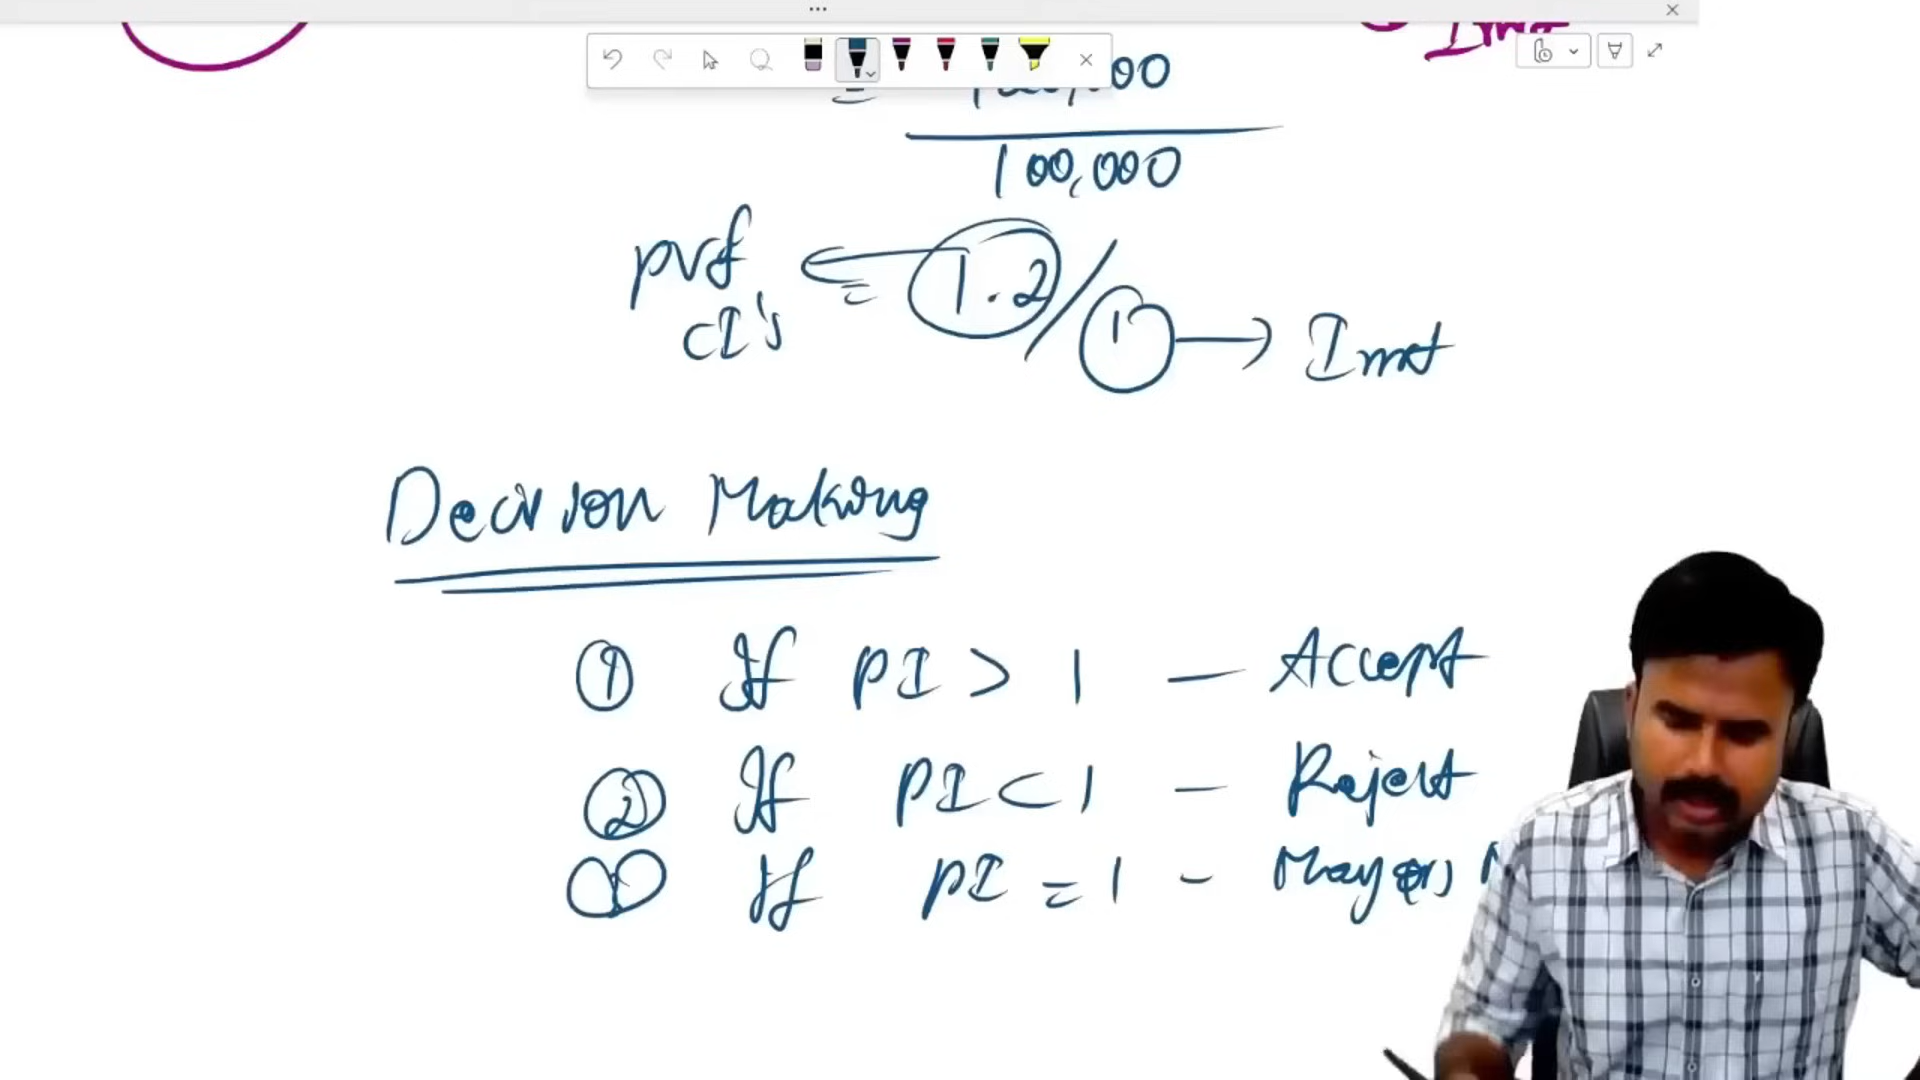 =
100,000
pvf ← 1.2 / 1 → Imt
CI's
Decision Making
① If PI > 1 — Accept
② If PI < 1 — Reject
If PI = 1 - May or